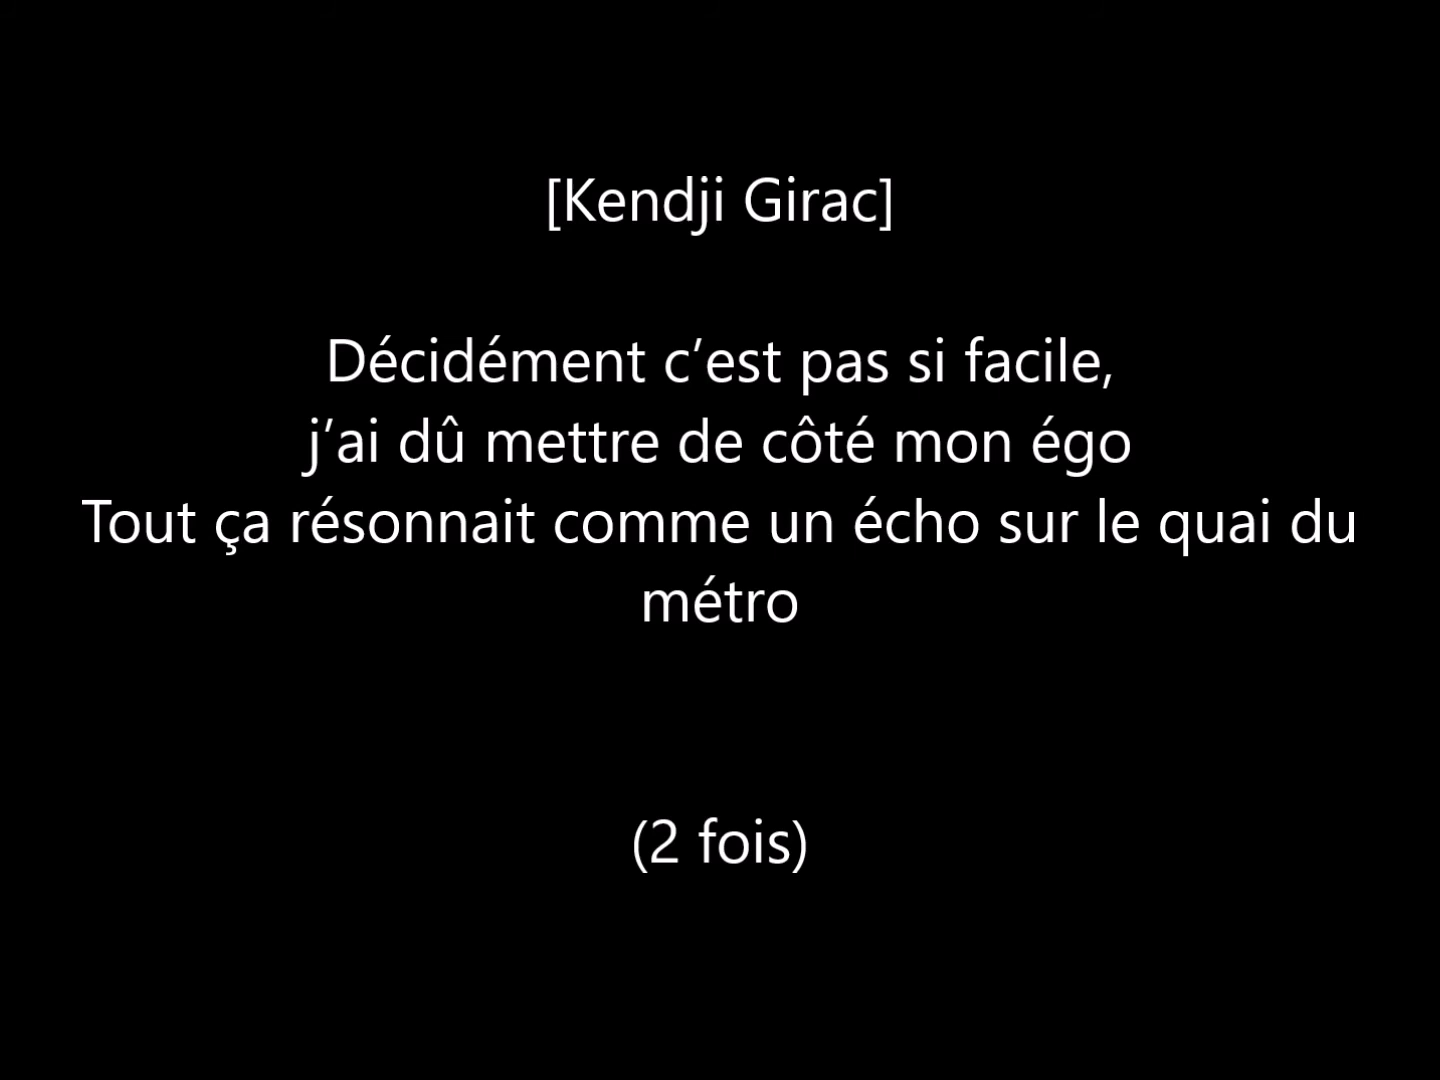 [Kendji Girac]
Décidément c’est pas si facile,
j’ai dû mettre de côté mon égo
Tout ça résonnait comme un écho sur le quai du
métro
(2 fois)